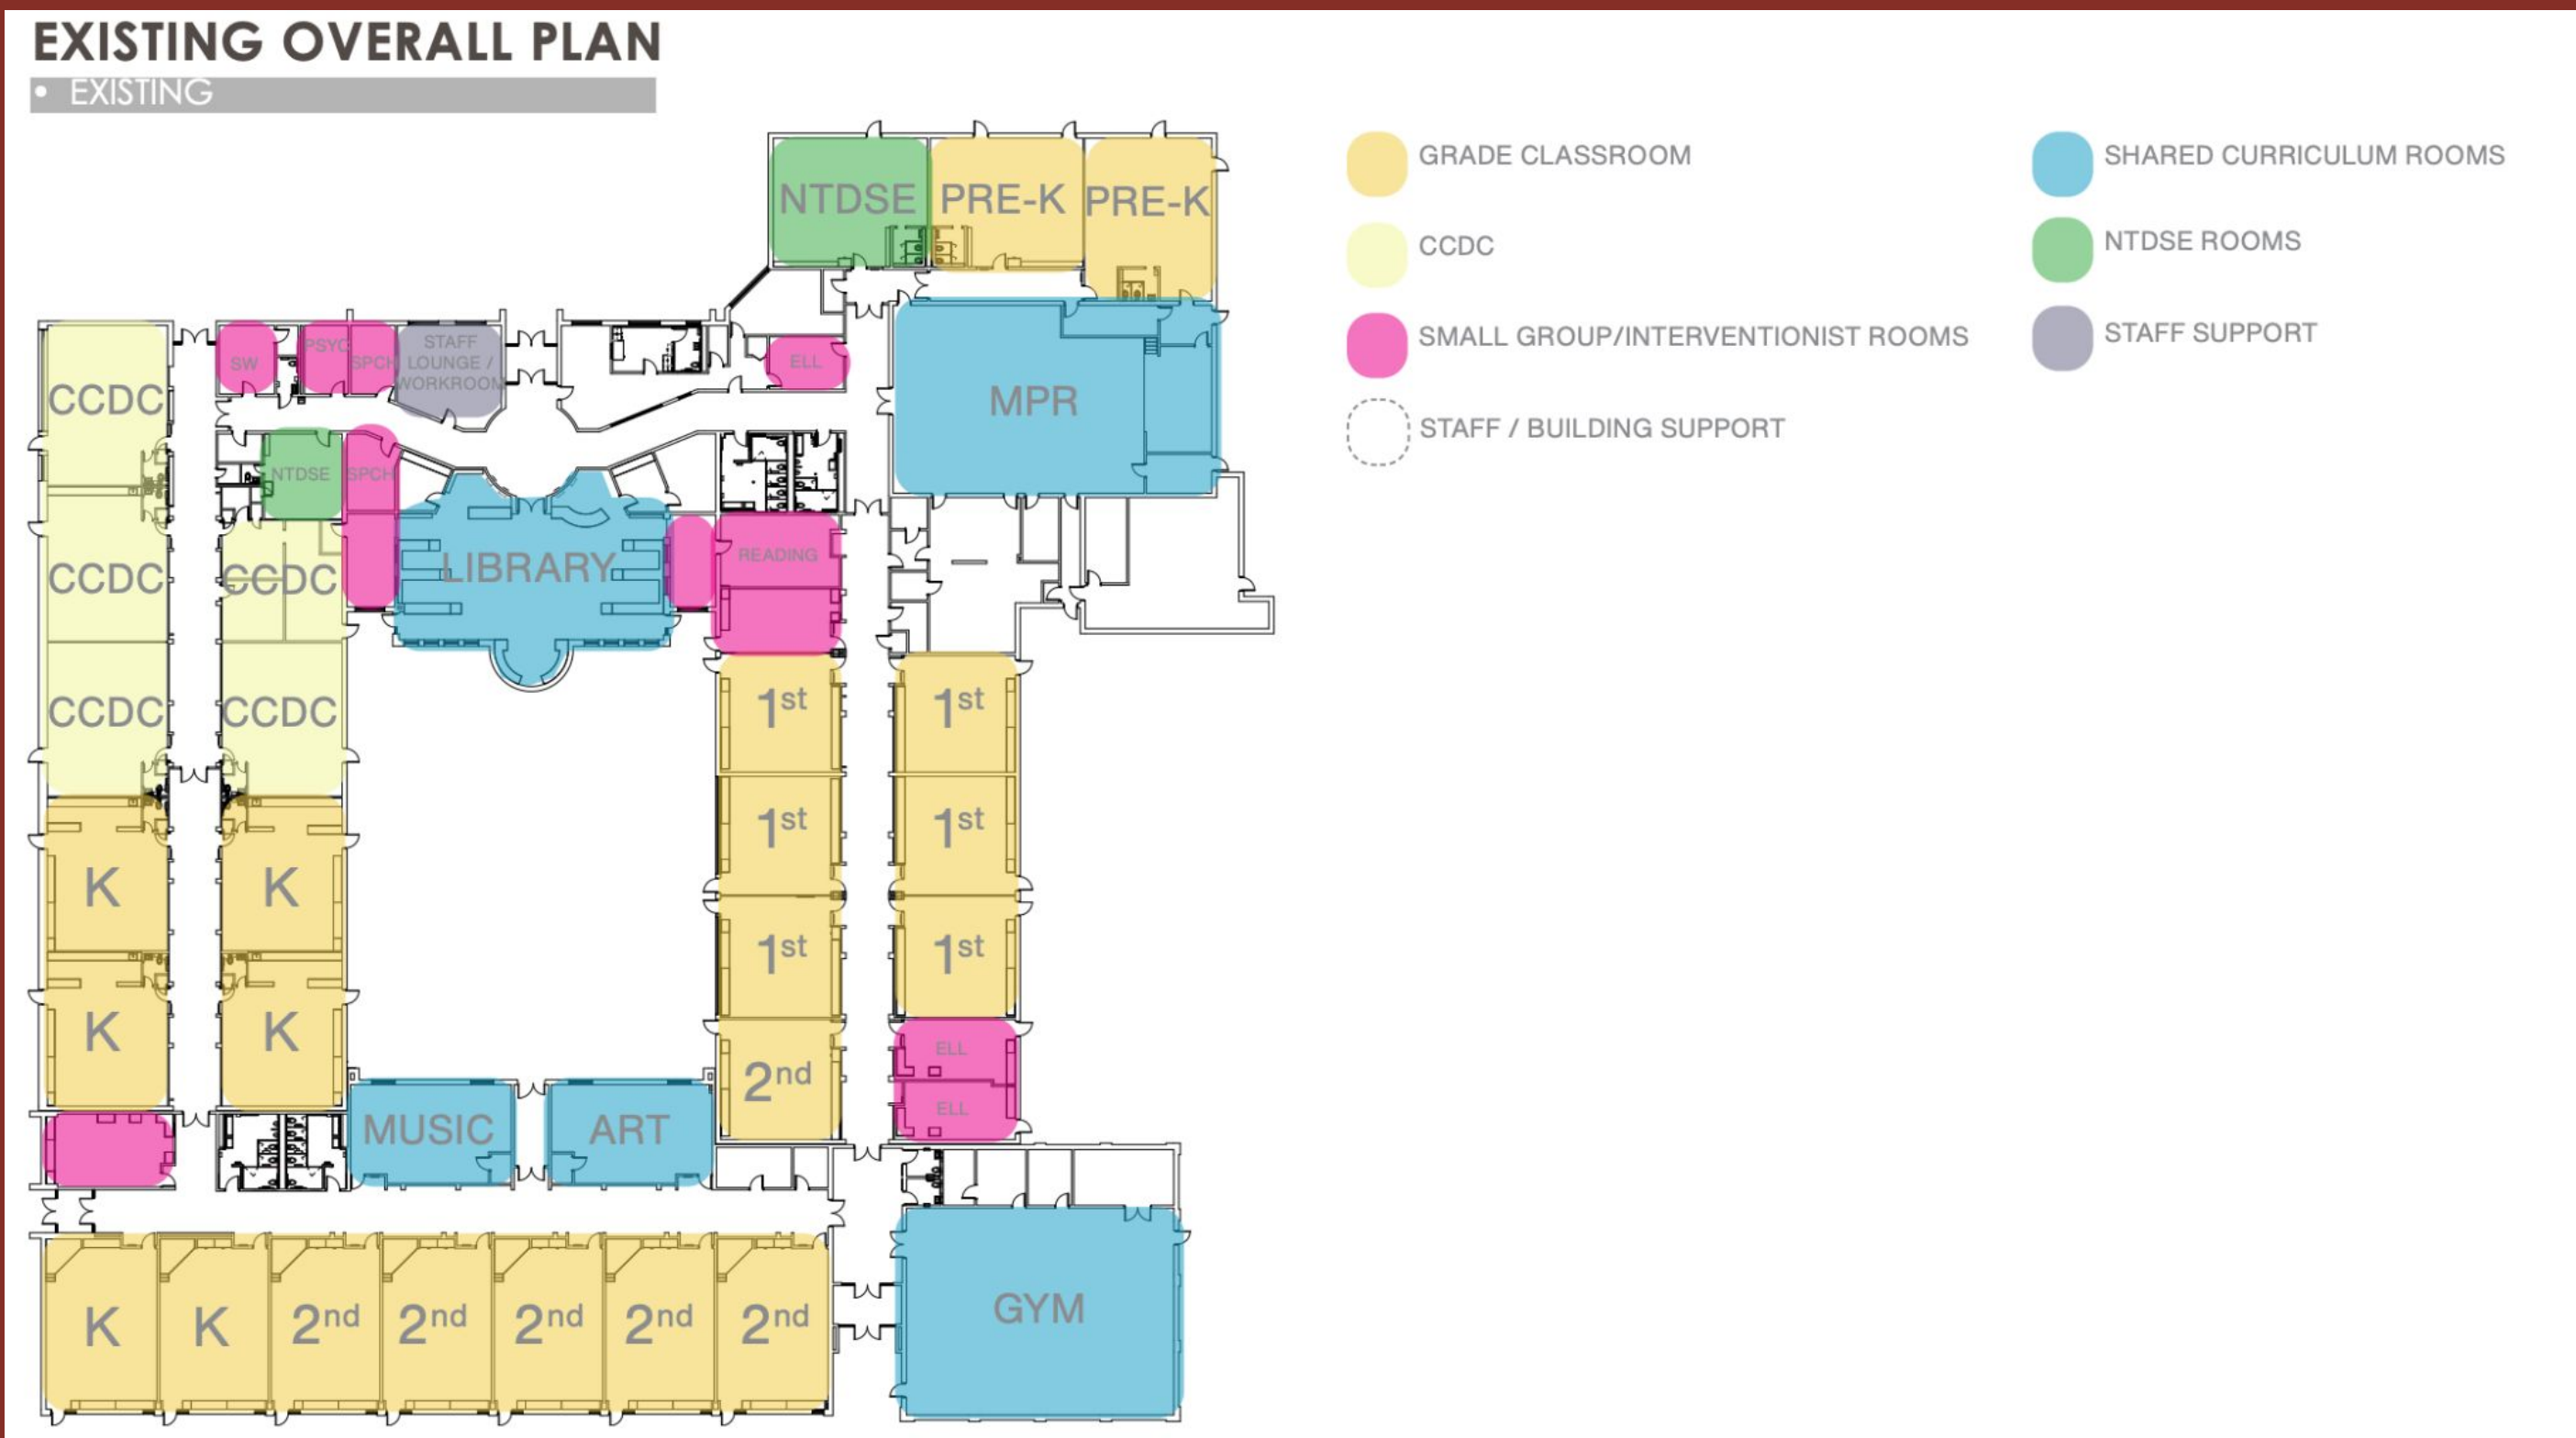 EXISTING OVERALL PLAN
• EXISTING
GRADE CLASSROOM
CCDC
SMALL GROUP/INTERVENTIONIST ROOMS
STAFF / BUILDING SUPPORT
SHARED CURRICULUM ROOMS
NTDSE ROOMS
STAFF SUPPORT
NTDSE
PRE-K
PRE-K
SW
PSYC
SPCH
STAFF
LOUNGE /
WORKROOM
ELL
MPR
CCDC
NTDSE
SPCH
CCDC
CCDC
LIBRARY
READING
CCDC
CCDC
1st
1st
1st
1st
1st
1st
K
K
K
K
2nd
ELL
ELL
MUSIC
ART
K
K
2nd
2nd
2nd
2nd
2nd
GYM